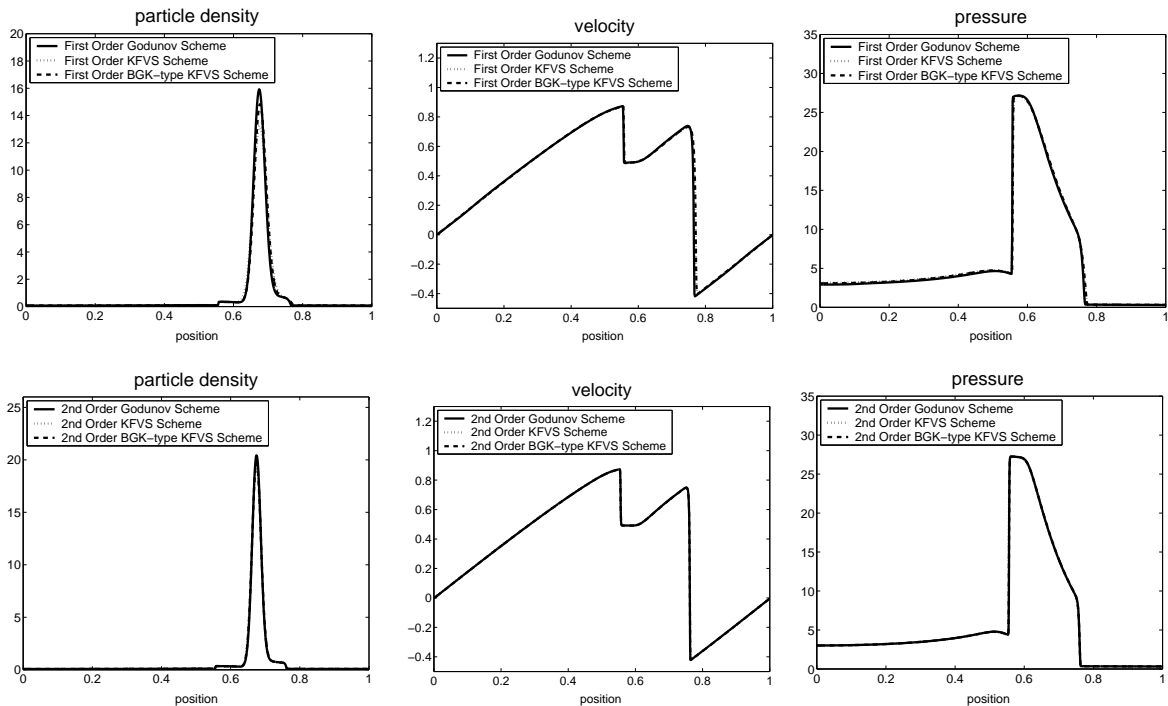 particle density
20
18
16
14
12
10
8
6
4
2
0
First Order Godunov Scheme
First Order KFVS Scheme
First Order BGK−type KFVS Scheme
0
0.2
0.4
0.6
0.8
1
position
velocity
1.2
1
0.8
0.6
0.4
0.2
0
−0.2
−0.4
First Order Godunov Scheme
First Order KFVS Scheme
First Order BGK−type KFVS Scheme
0
0.2
0.4
0.6
0.8
1
position
pressure
35
30
25
20
15
10
5
0
First Order Godunov Scheme
First Order KFVS Scheme
First Order BGK−type KFVS Scheme
0
0.2
0.4
0.6
0.8
1
position
particle density
25
20
15
10
5
0
2nd Order Godunov Scheme
2nd Order KFVS Scheme
2nd Order BGK−type KFVS Scheme
0
0.2
0.4
0.6
0.8
1
position
velocity
1.2
1
0.8
0.6
0.4
0.2
0
−0.2
−0.4
2nd Order Godunov Scheme
2nd Order KFVS Scheme
2nd Order BGK−type KFVS Scheme
0
0.2
0.4
0.6
0.8
1
position
pressure
35
30
25
20
15
10
5
0
2nd Order Godunov Scheme
2nd Order KFVS Scheme
2nd Order BGK−type KFVS Scheme
0
0.2
0.4
0.6
0.8
1
position